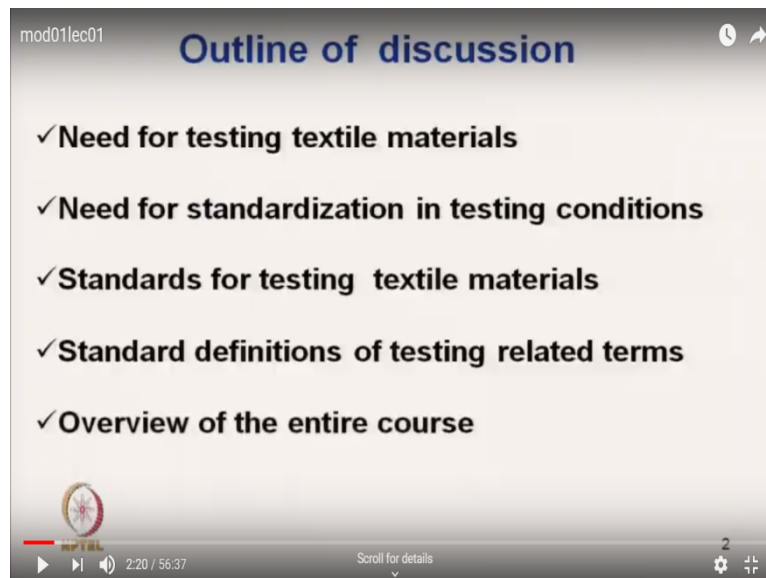 mod01lec01
Outline of discussion
✓Need for testing textile materials
✓Need for standardization in testing conditions
✓Standards for testing textile materials
✓Standard definitions of testing related terms
✓Overview of the entire course
NPTEL
2
2:20 / 56:37
Scroll for details